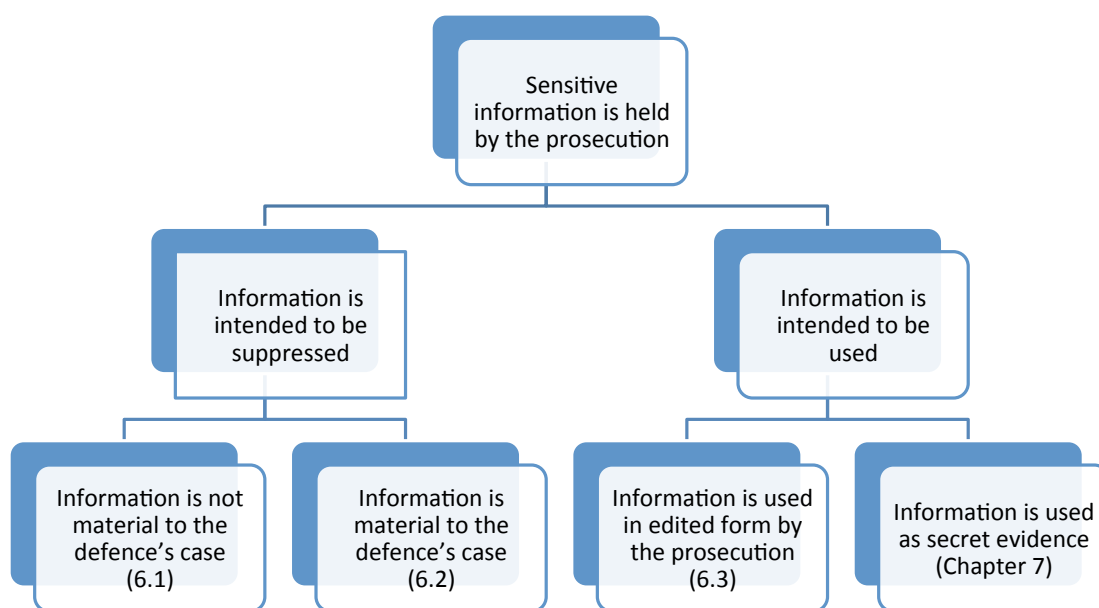 Sensitive
information is held
by the prosecution
Information is
intended to be
suppressed
Information is
intended to be
used
Information is not
material to the
defence’s case
(6.1)
Information is
material to the
defence’s case
(6.2)
Information is used
in edited form by
the prosecution
(6.3)
Information is used
as secret evidence
(Chapter 7)